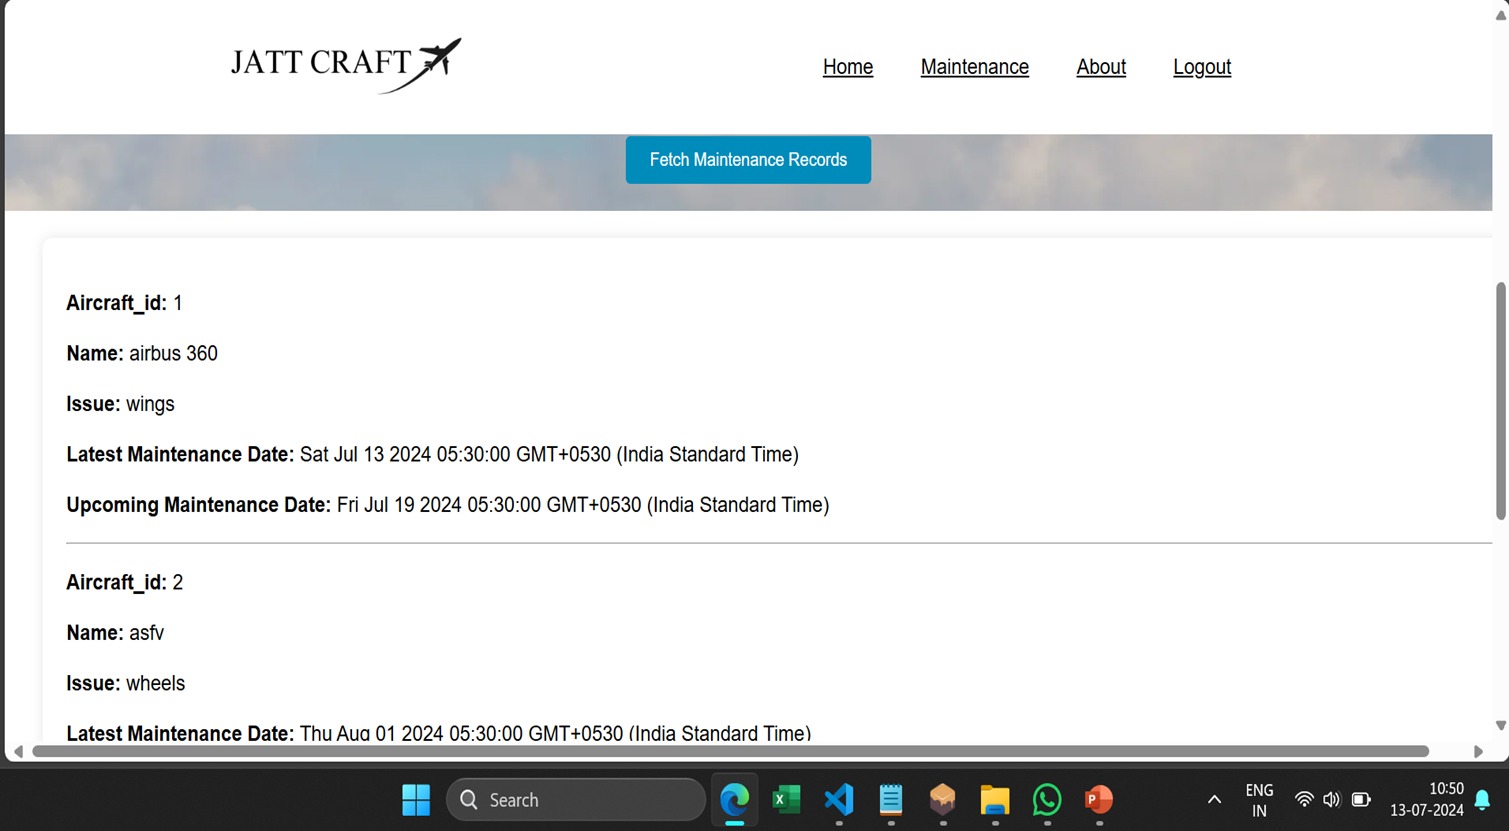 JATT CRAFT
Home Maintenance About Logout
Fetch Maintenance Records
Aircraft_id: 1
Name: airbus 360
Issue: wings
Latest Maintenance Date: Sat Jul 13 2024 05:30:00 GMT+0530 (India Standard Time)
Upcoming Maintenance Date: Fri Jul 19 2024 05:30:00 GMT+0530 (India Standard Time)
Aircraft_id: 2
Name: asfv
Issue: wheels
Latest Maintenance Date: Thu Aug 01 2024 05:30:00 GMT+0530 (India Standard Time)
Search
ENG
IN
10:50
13-07-2024